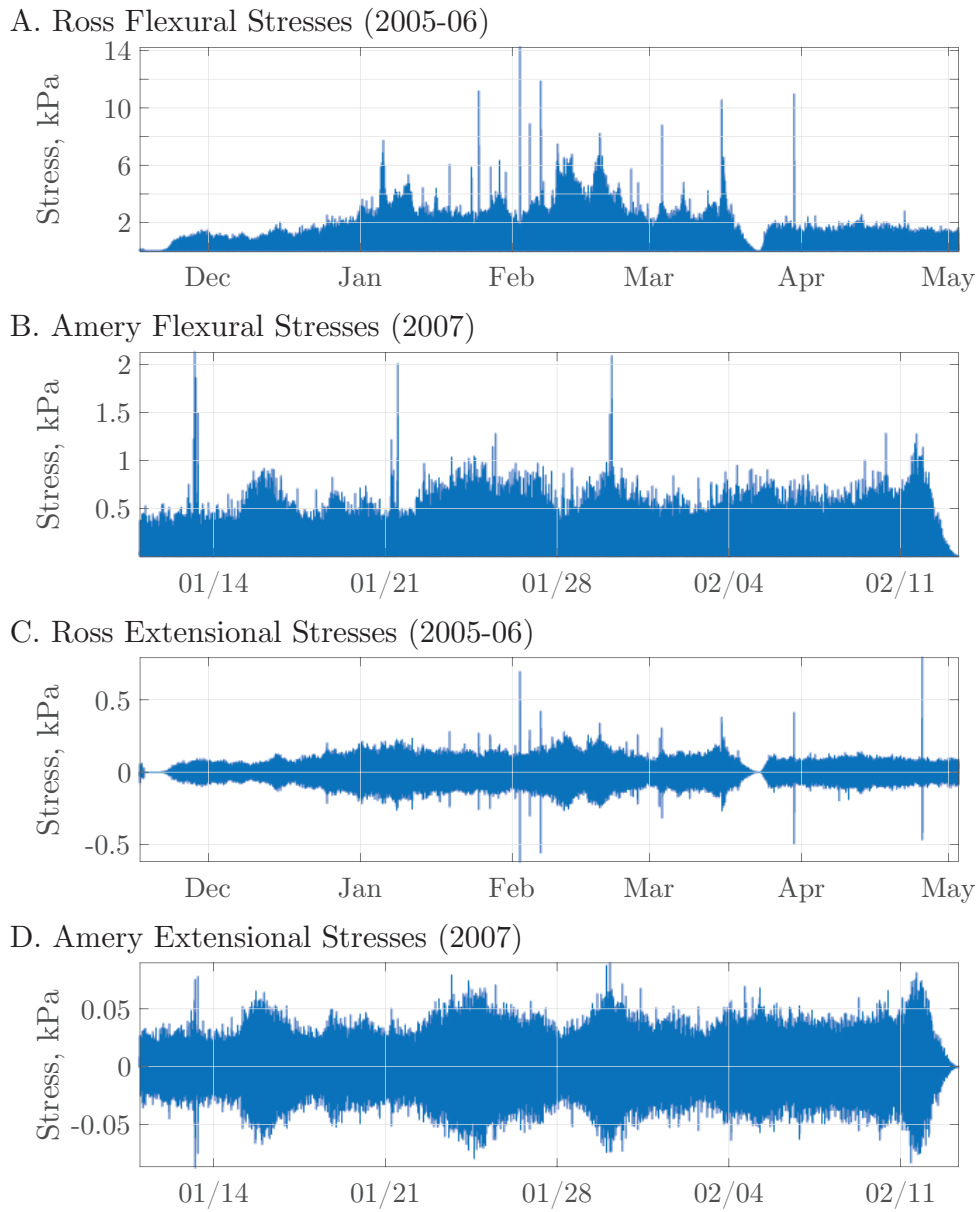 A. Ross Flexural Stresses (2005-06)
Stress, kPa
14
10
6
2
Dec Jan Feb Mar Apr May
B. Amery Flexural Stresses (2007)
Stress, kPa
2
1.5
1
0.5
01/14 01/21 01/28 02/04 02/11
C. Ross Extensional Stresses (2005-06)
Stress, kPa
0.5
0
-0.5
Dec Jan Feb Mar Apr May
D. Amery Extensional Stresses (2007)
Stress, kPa
0.05
0
-0.05
01/14 01/21 01/28 02/04 02/11